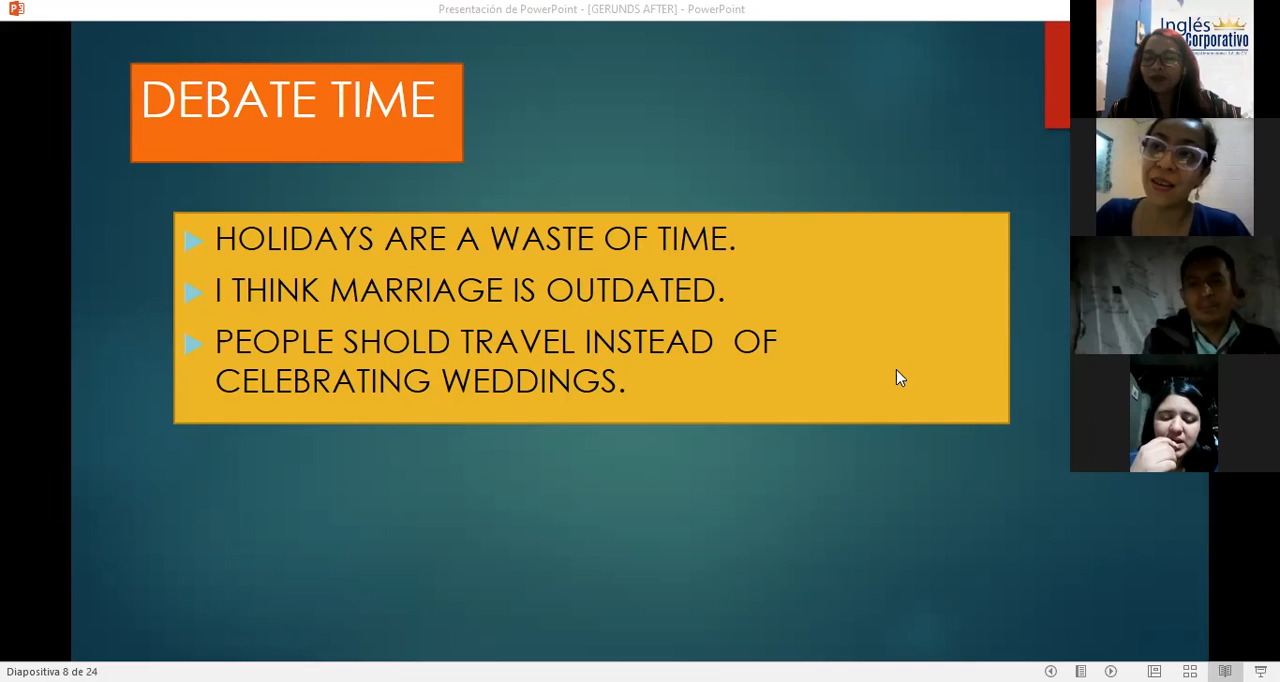 Presentación de PowerPoint - [GERUNDS AFTER] - PowerPoint
Inglés
Corporativo
DEBATE TIME
HOLIDAYS ARE A WASTE OF TIME.
I THINK MARRIAGE IS OUTDATED.
PEOPLE SHOLD TRAVEL INSTEAD OF
CELEBRATING WEDDINGS.
Diapositiva 8 de 24